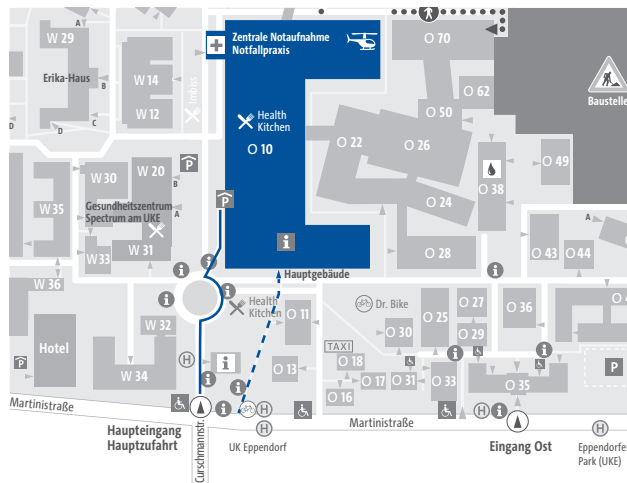 W 29
A
Erika-Haus
B
W 14
C
W 12
D
D
Imbiss
Zentrale Notaufnahme
Notfallpraxis
Health
Kitchen
O 10
O 70
O 62
O 50
O 22
O 26
O 24
O 28
O 38
O 49
Baustelle
W 30
W 20
B
P
Gesundheitszentrum
Spectrum am UKE
A
W 35
W 33
W 31
P
i
Hauptgebäude
O 43
O 44
A
W 36
i
i
i
i
i
Health
Kitchen
O 11
Dr. Bike
O 30
O 25
O 27
O 29
O 36
W 32
Hotel
P
W 34
H
i
O 13
TAXI
O 18
O 17
O 16
O 31
O 33
i
i
O 35
P
i
i
i
H
H
H
i
H
Martinistraße
Martinistraße
Haupteingang
Hauptzufahrt
Curschmannstr.
UK Eppendorf
Eingang Ost
Eppendorfer
Park (UKE)